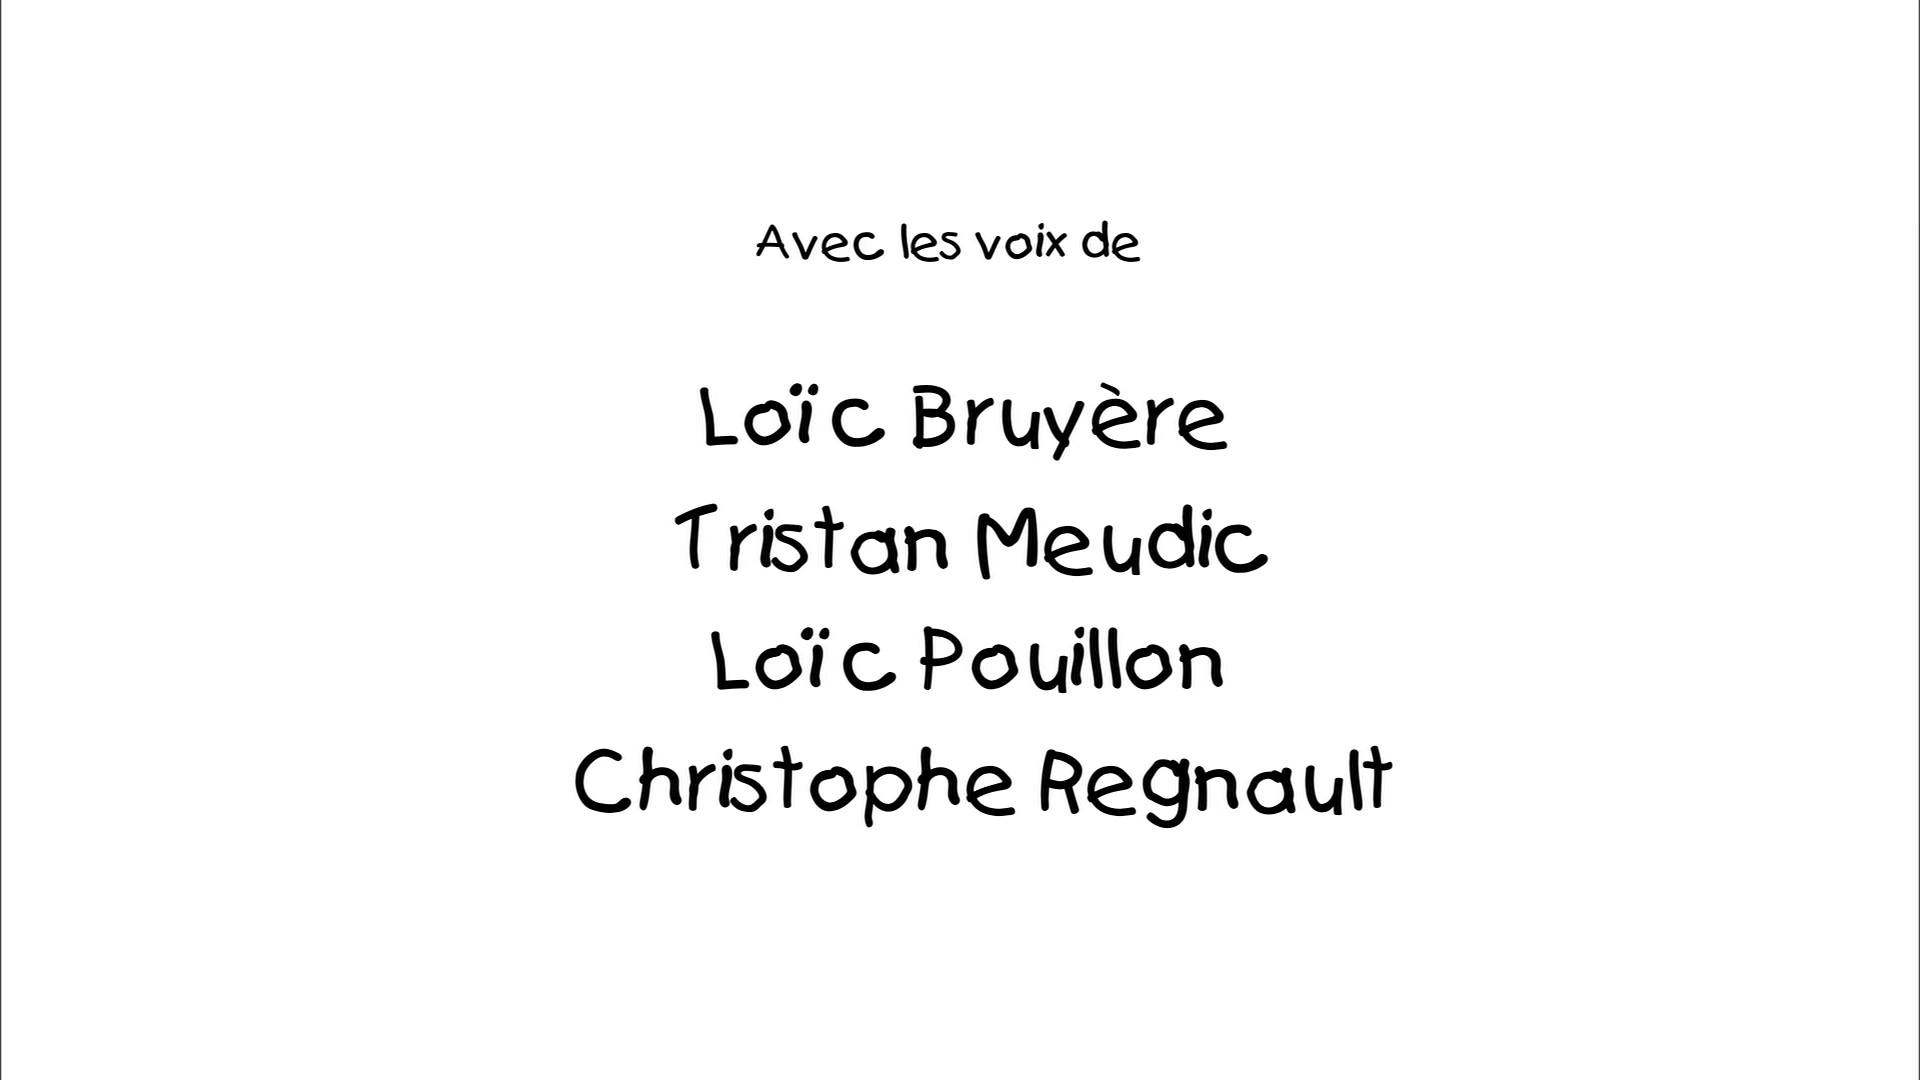 Avec les voix de
Loïc Bruyère
Tristan Meudic
Loïc Pouillon
Christophe Regnault